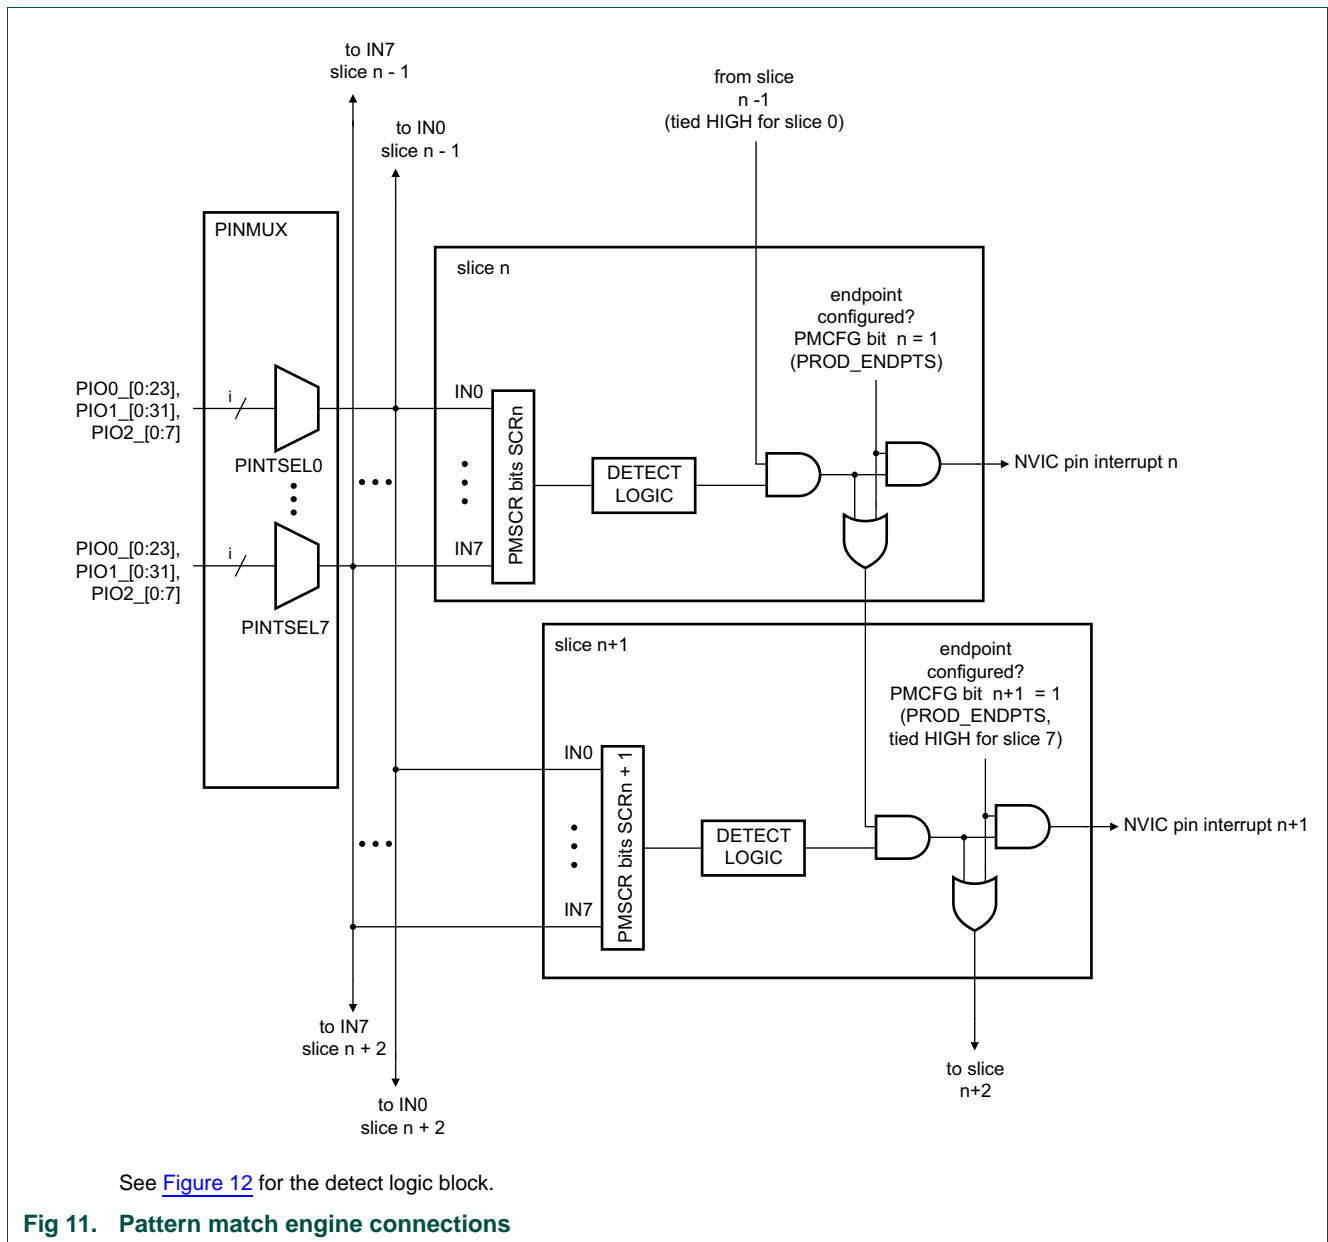 to IN7
slice n - 1
from slice
n -1
(tied HIGH for slice 0)
to IN0
slice n - 1
PINMUX
slice n
endpoint
configured?
PMCFG bit n = 1
(PROD_ENDPTS)
PIO0_[0:23],
PIO1_[0:31],
PIO2_[0:7]
i
PINTSEL0
IN0
PMSCR bits SCRn
DETECT
LOGIC
NVIC pin interrupt n
PIO0_[0:23],
PIO1_[0:31],
PIO2_[0:7]
i
PINTSEL7
IN7
slice n+1
endpoint
configured?
PMCFG bit n+1 = 1
(PROD_ENDPTS,
tied HIGH for slice 7)
IN0
PMSCR bits SCRn + 1
DETECT
LOGIC
NVIC pin interrupt n+1
IN7
to IN7
slice n + 2
to IN0
slice n + 2
to slice
n+2
See Figure 12 for the detect logic block.
Fig 11. Pattern match engine connections